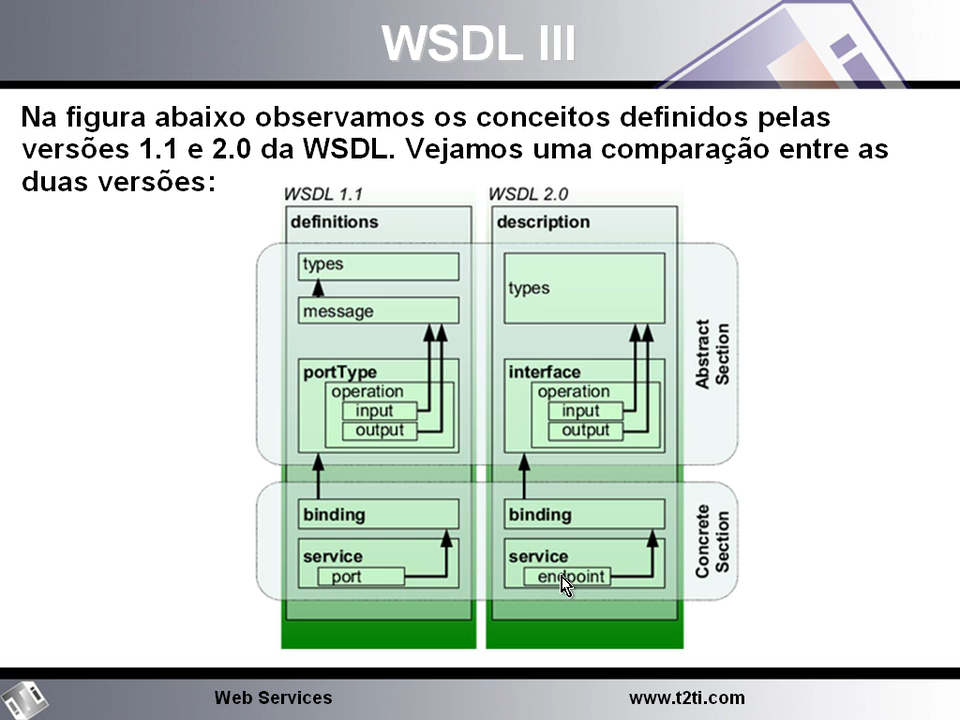 WSDL III
Na figura abaixo observamos os conceitos definidos pelas
versões 1.1 e 2.0 da WSDL. Vejamos uma comparação entre as
duas versões:
WSDL 1.1
definitions
types
message
portType
operation
input
output
binding
service
port
WSDL 2.0
description
types
interface
operation
input
output
binding
service
endpoint
Abstract
Section
Concrete
Section
Web Services
www.t2ti.com